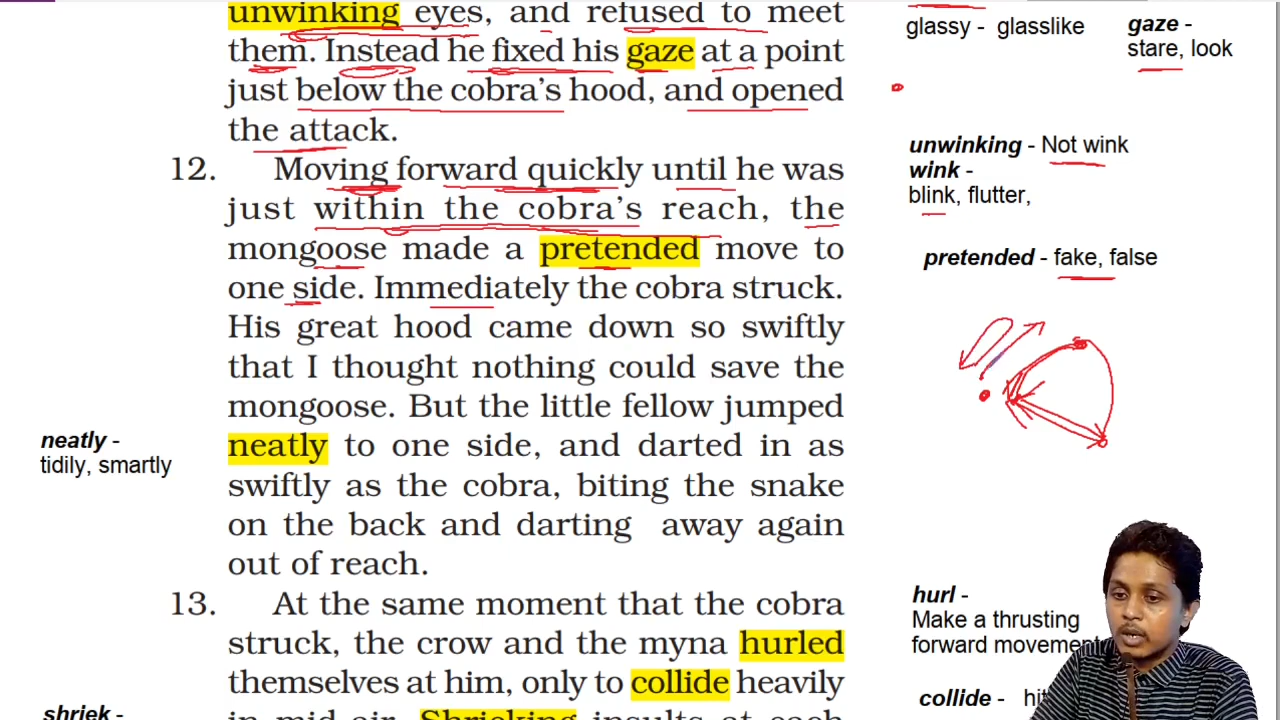 unwinking eyes, and refused to meet
them. Instead he fixed his gaze at a point
just below the cobra's hood, and opened
the attack.
12. Moving forward quickly until he was
just within the cobra's reach, the
mongoose made a pretended move to
one side. Immediately the cobra struck.
His great hood came down so swiftly
that I thought nothing could save the
mongoose. But the little fellow jumped
neatly to one side, and darted in as
swiftly as the cobra, biting the snake
on the back and darting away again
out of reach.
13. At the same moment that the cobra
struck, the crow and the myna hurled
themselves at him, only to collide heavily
in mid-air. Shrieking insults at each
glassy - glasslike
gaze -
stare, look
unwinking - Not wink
wink -
blink, flutter,
pretended - fake, false
neatly -
tidily, smartly
hurl -
Make a thrusting
forward movement
collide -
shriek -